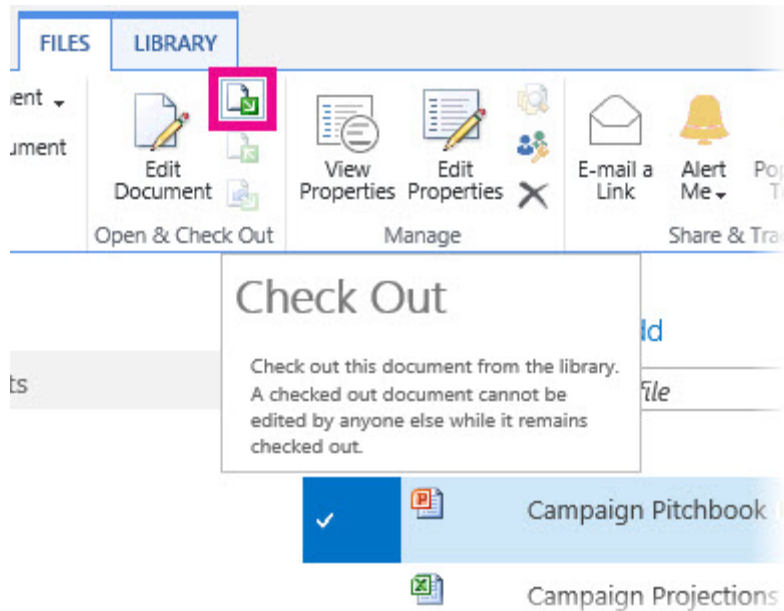 FILES LIBRARY
Edit
Document
View
Properties
Edit
Properties
E-mail a
Link
Alert
Me
Open & Check Out
Manage
Share &
Check Out
Check out this document from the library.
A checked out document cannot be
edited by anyone else while it remains
checked out.
file
Campaign Pitchbook
Campaign Projections